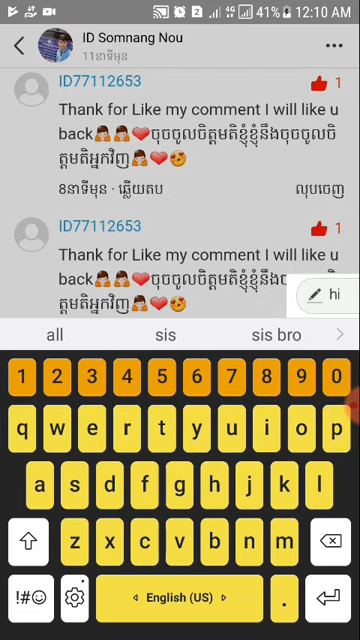 2 4G 41% 12:10 AM
ID Somnang Nou
11នាទីមុន
ID77112653
1
Thank for Like my comment I will like u
back🙇🙇❤️ចុចចូលចិត្តមតិខ្ញុំខ្ញុំនឹងចុចចូលចិ
ត្តមតិអ្នកវិញ🙇❤️😍
8នាទីមុន · ឆ្លើយតប លុបចេញ
ID77112653
1
Thank for Like my comment I will like u
back🙇🙇❤️ចុចចូលចិត្តមតិខ្ញុំខ្ញុំនឹងចុ
ត្តមតិអ្នកវិញ🙇❤️😍
hi
all sis sis bro
1 2 3 4 5 6 7 8 9 0
q w e r t y u i o p
a s d f g h j k l
z x c v b n m
!#☺ English (US) .